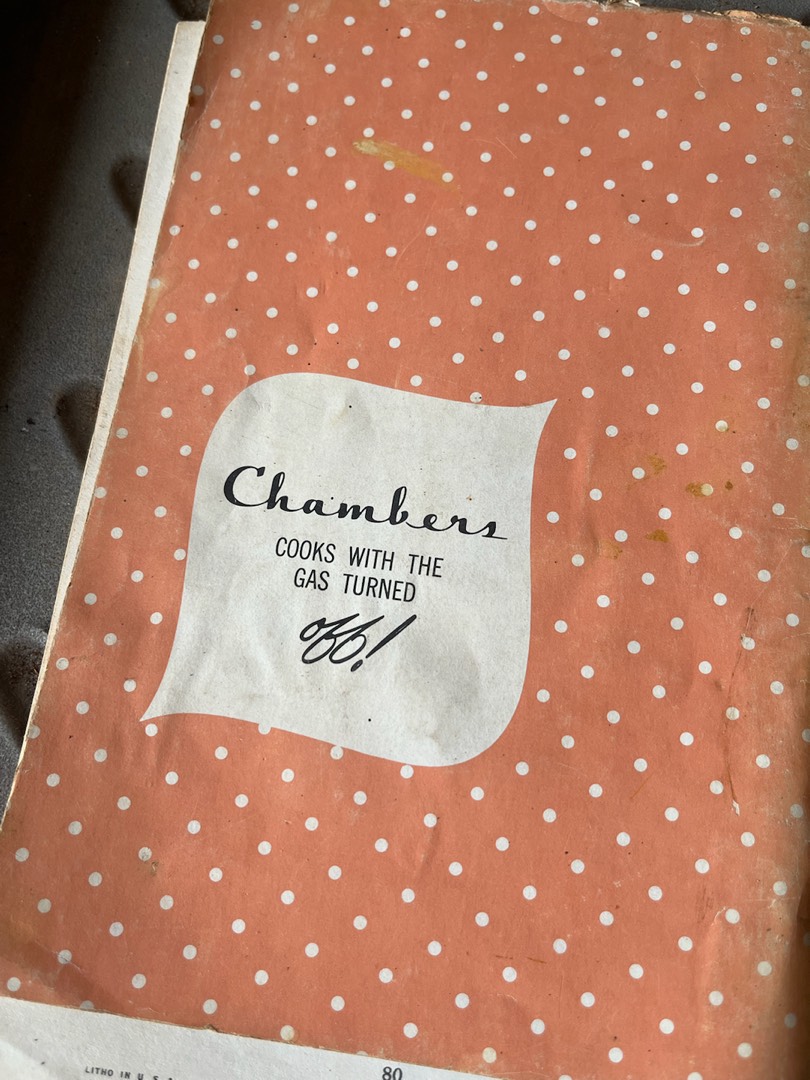 Chambers
COOKS WITH THE
GAS TURNED
off!
LITHO IN U S
80